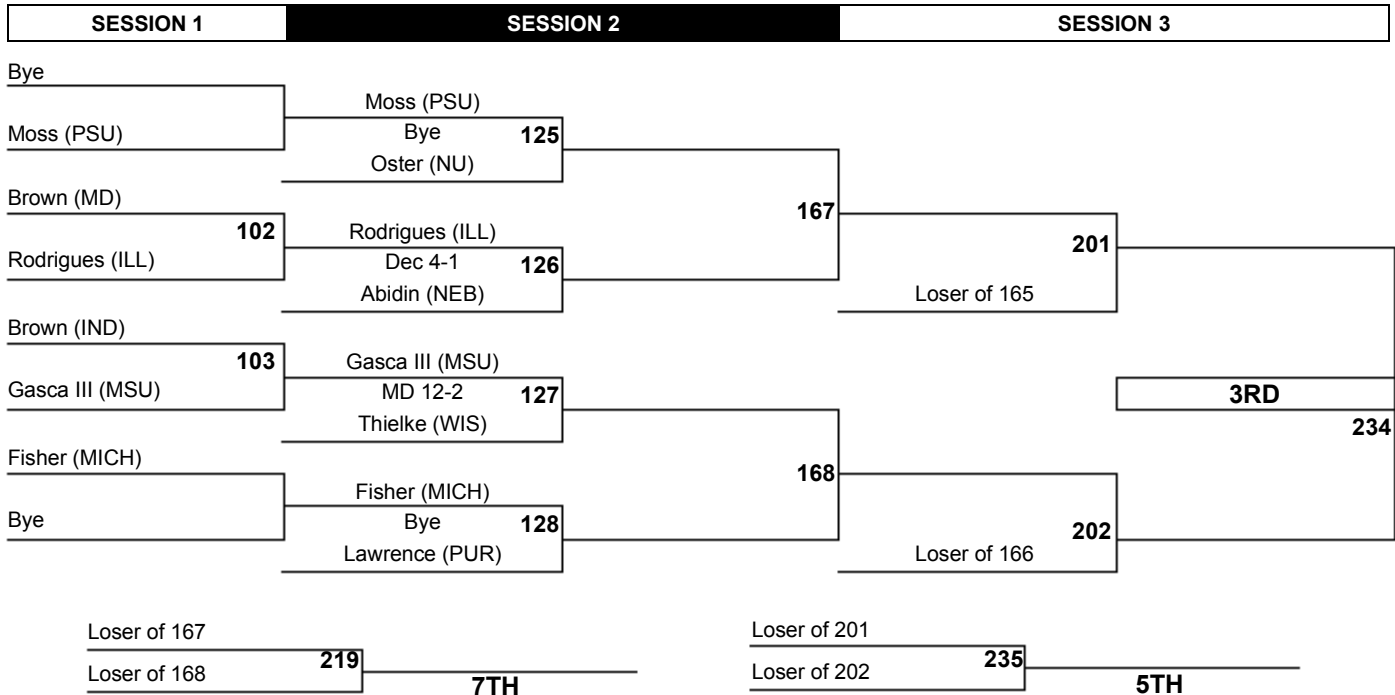 SESSION 1 SESSION 2 SESSION 3
Bye
Moss (PSU)
Moss (PSU)
Bye 125
Oster (NU)
Brown (MD)
102
Rodrigues (ILL)
Rodrigues (ILL)
Dec 4-1 126
Abidin (NEB)
167
201
Loser of 165
Brown (IND)
103
Gasca III (MSU)
Gasca III (MSU)
MD 12-2 127
Thielke (WIS)
3RD
234
Fisher (MICH)
Bye
Fisher (MICH)
Bye 128
Lawrence (PUR)
168
202
Loser of 166
Loser of 167
219
Loser of 168
7TH
Loser of 201
235
Loser of 202
5TH